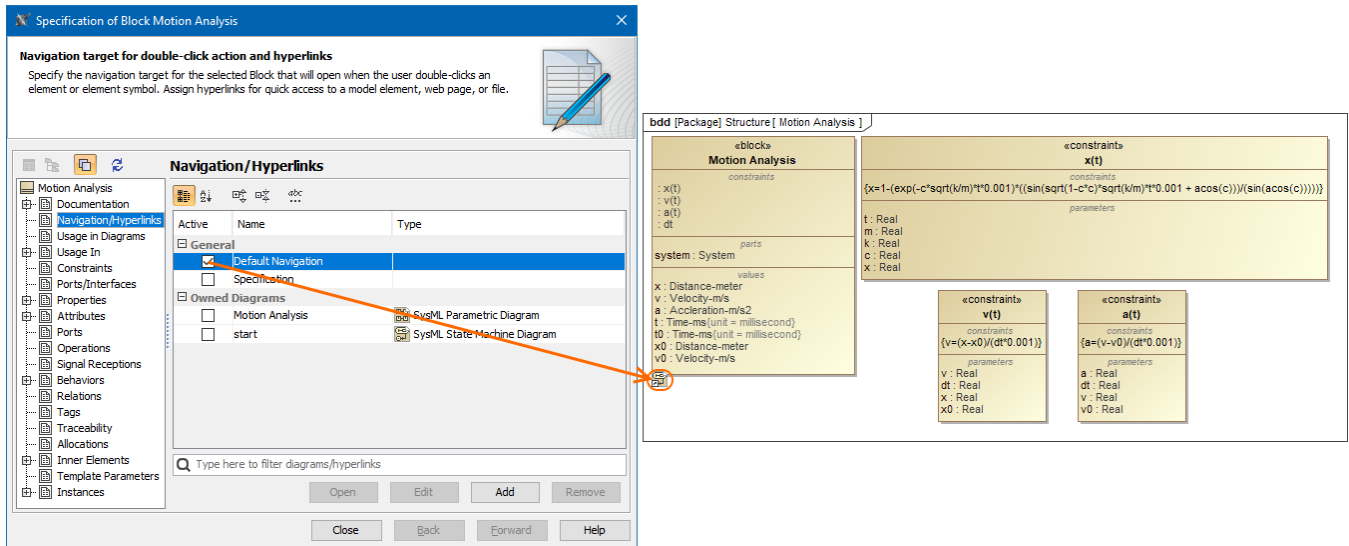 Specification of Block Motion Analysis
Navigation target for double-click action and hyperlinks
Specify the navigation target for the selected Block that will open when the user double-clicks an
element or element symbol. Assign hyperlinks for quick access to a model element, web page, or file.
Motion Analysis
Documentation
Navigation/Hyperlinks
Usage in Diagrams
Usage In
Constraints
Ports/Interfaces
Properties
Attributes
Ports
Operations
Signal Receptions
Behaviors
Relations
Tags
Traceability
Allocations
Inner Elements
Template Parameters
Instances
Navigation/Hyperlinks
Active Name Type
General
Default Navigation
Specification
Owned Diagrams
Motion Analysis SysML Parametric Diagram
start SysML State Machine Diagram
Type here to filter diagrams/hyperlinks
Open Edit Add Remove
Close Back Forward Help
bdd [Package] Structure [ Motion Analysis ]
«block»
Motion Analysis
constraints
: x(t)
: v(t)
: a(t)
: dt
parts
system : System
values
x : Distance-meter
v : Velocity-m/s
a : Accleration-m/s2
t : Time-ms{unit = millisecond}
t0 : Time-ms{unit = millisecond}
x0 : Distance-meter
v0 : Velocity-m/s
«constraint»
x(t)
constraints
{x=1-(exp(-c*sqrt(k/m)*t*0.001)*((sin(sqrt(1-c*c)*sqrt(k/m)*t*0.001 + acos(c)))/(sin(acos(c)))))}
parameters
t : Real
m : Real
k : Real
c : Real
x : Real
«constraint»
v(t)
constraints
{v=(x-x0)/(dt*0.001)}
parameters
v : Real
dt : Real
x : Real
x0 : Real
«constraint»
a(t)
constraints
{a=(v-v0)/(dt*0.001)}
parameters
a : Real
dt : Real
v : Real
v0 : Real